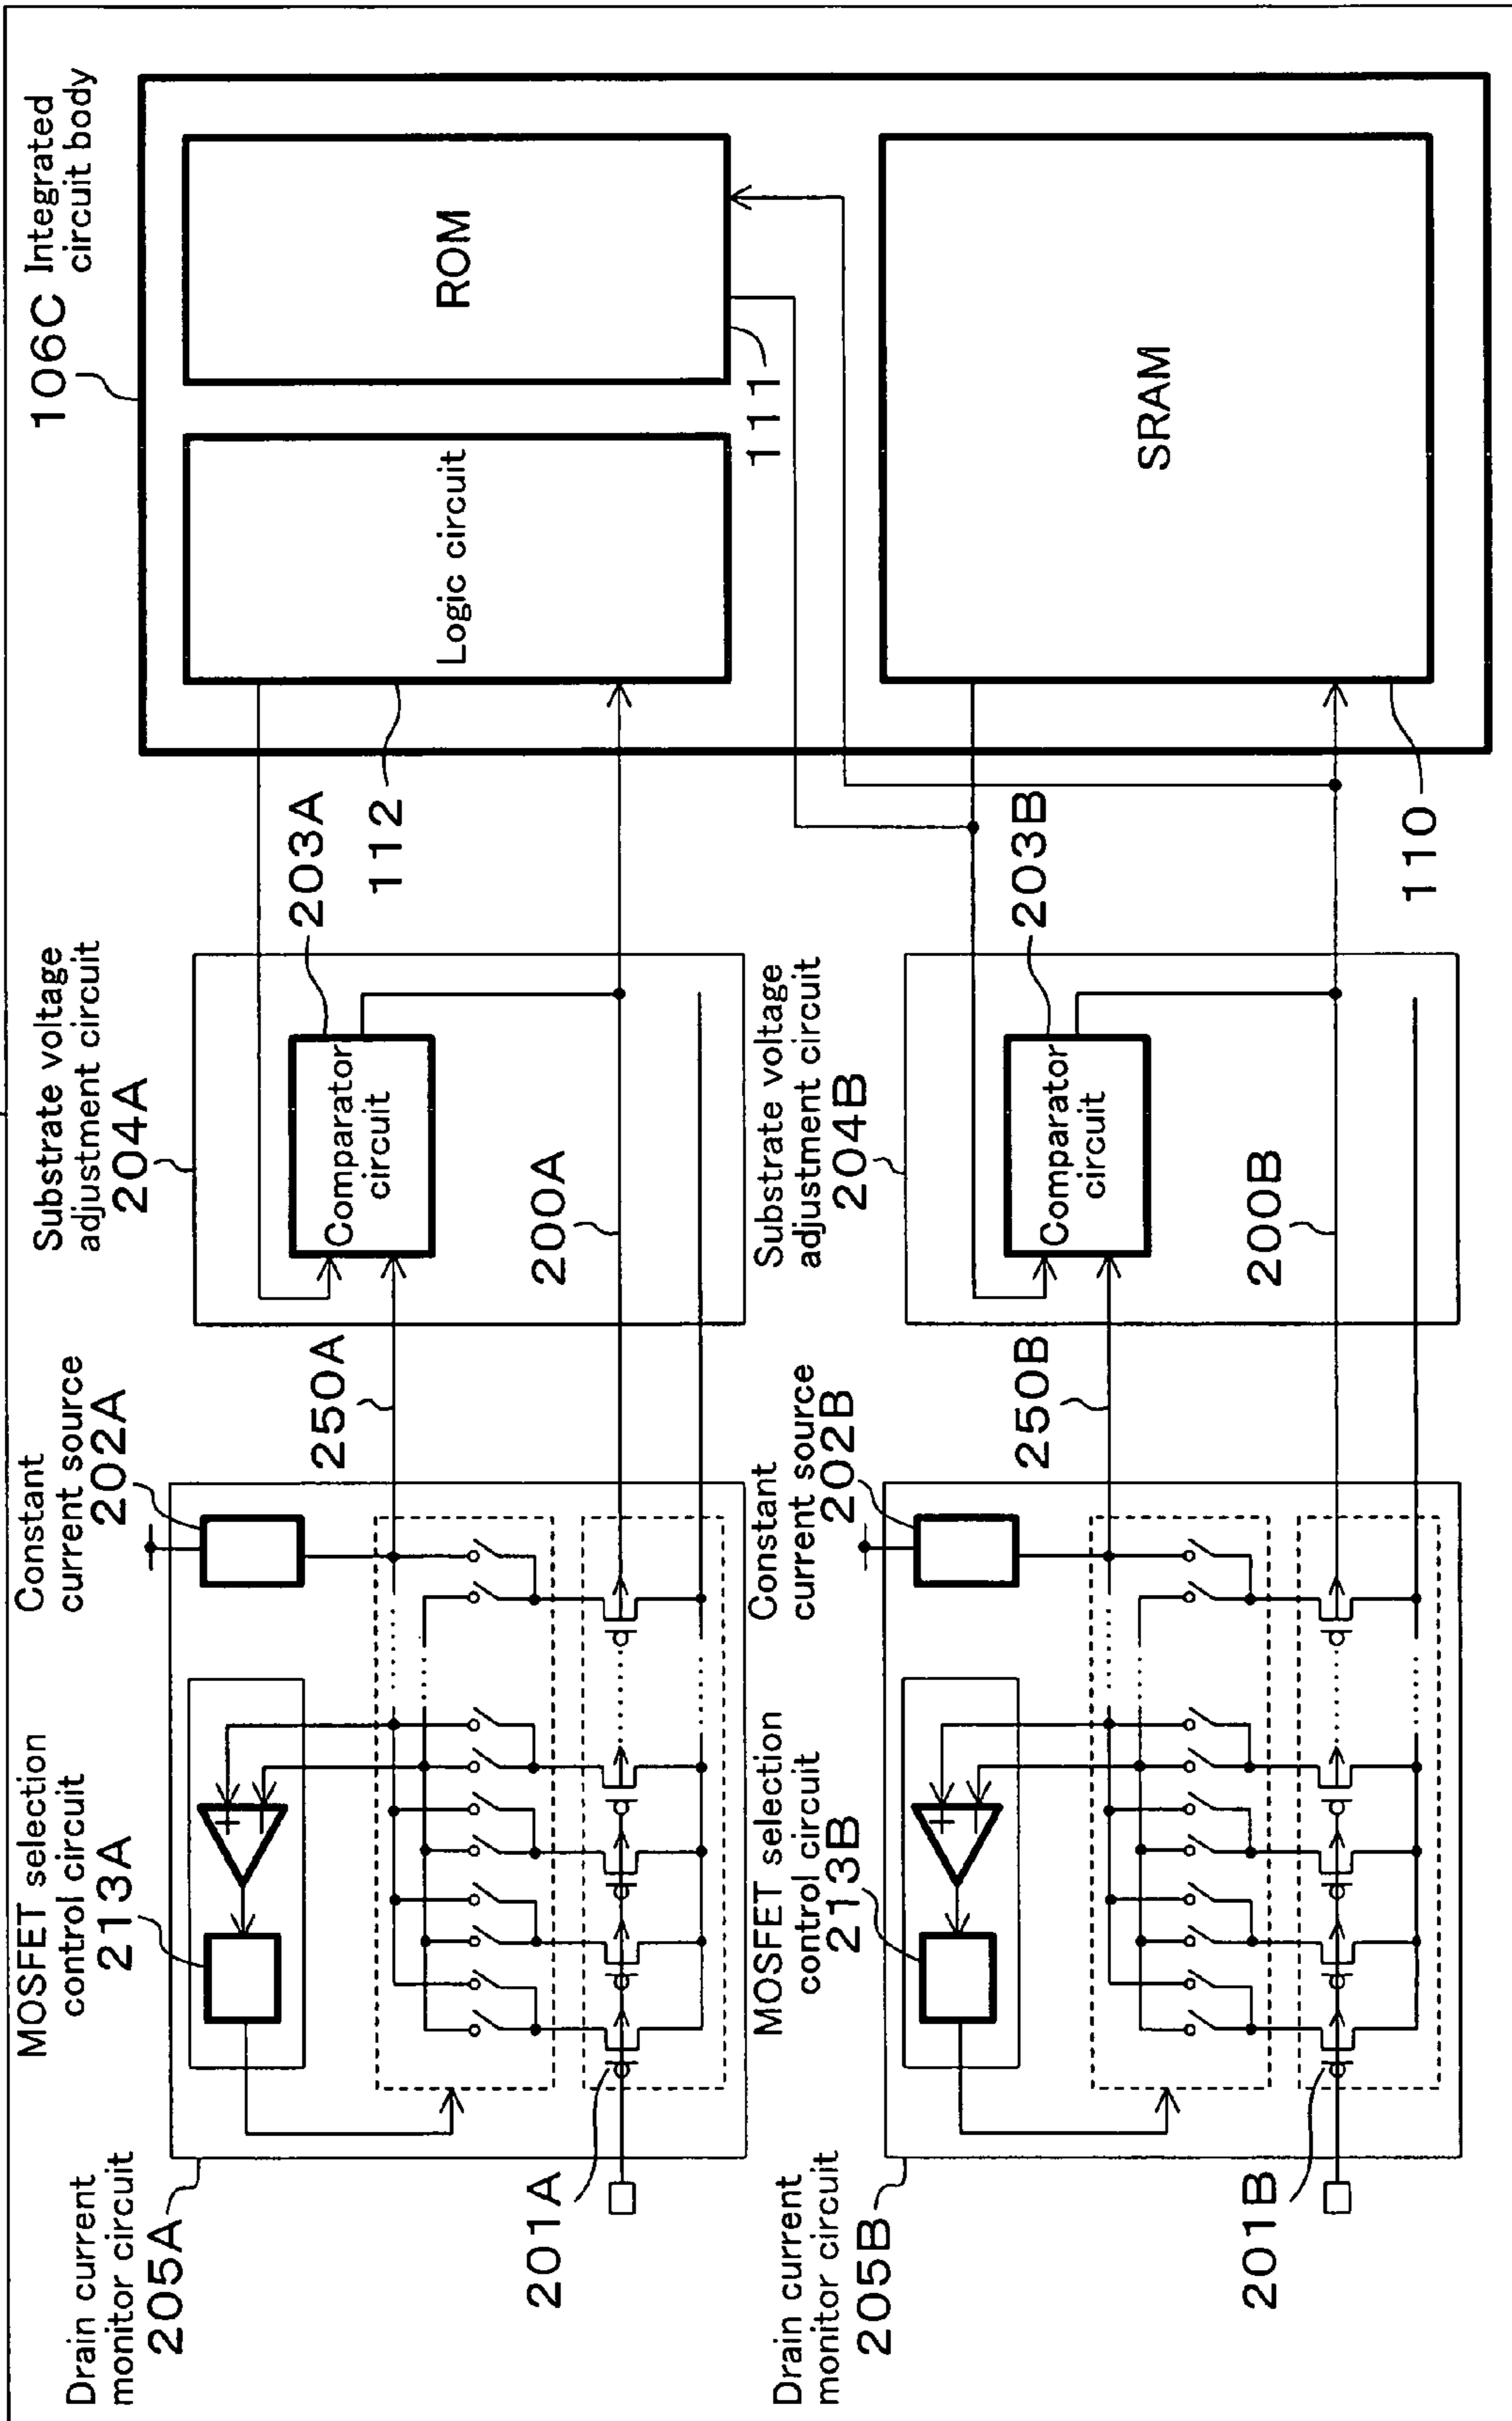 106C Integrated
circuit body
ROM
111
Logic circuit
112
SRAM
110
Substrate voltage
adjustment circuit
204A
203A
Comparator
circuit
200A
Substrate voltage
adjustment circuit
204B
203B
Comparator
circuit
200B
Constant
current source
202A
250A
Constant
current source
202B
250B
MOSFET selection
control circuit
213A
+
−
MOSFET selection
control circuit
213B
+
−
Drain current
monitor circuit
205A
201A
Drain current
monitor circuit
205B
201B